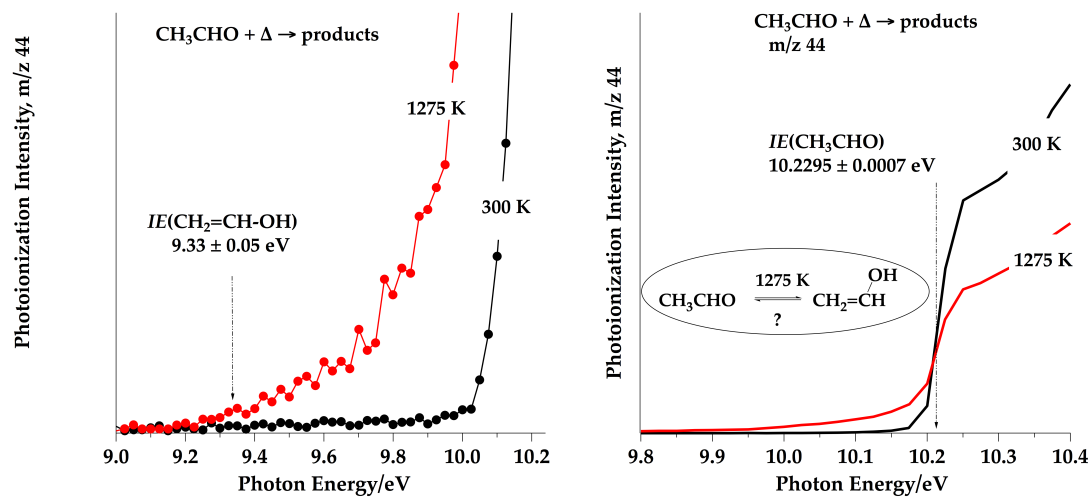 Photoionization Intensity, m/z 44
CH₃CHO + Δ → products
1275 K
300 K
IE(CH₂=CH-OH)
9.33 ± 0.05 eV
9.0 9.2 9.4 9.6 9.8 10.0 10.2
Photon Energy/eV
Photoionization Intensity, m/z 44
CH₃CHO + Δ → products
m/z 44
IE(CH₃CHO)
10.2295 ± 0.0007 eV
300 K
1275 K
OH
1275 K
CH₃CHO ⇌ CH₂=CH
?
9.8 9.9 10.0 10.1 10.2 10.3 10.4
Photon Energy/eV